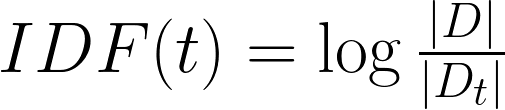 IDF(t) = log |D| / |D_t|